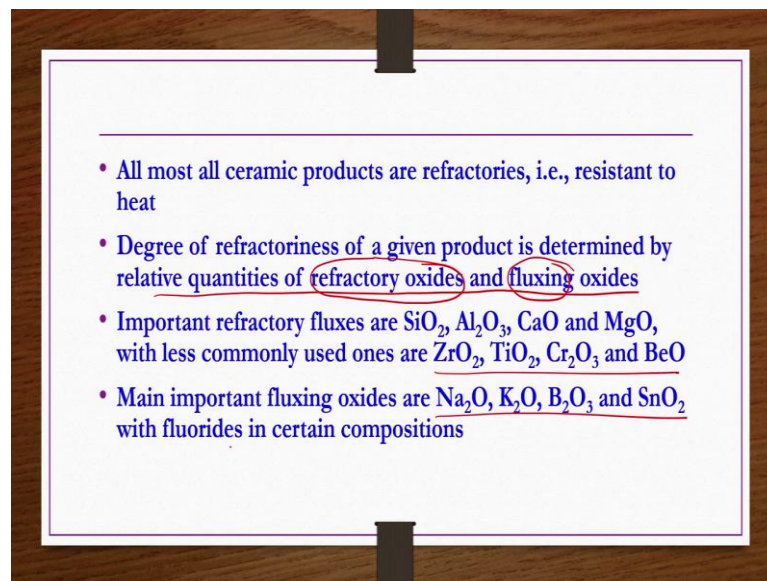 • All most all ceramic products are refractories, i.e., resistant to
heat
• Degree of refractoriness of a given product is determined by
relative quantities of refractory oxides and fluxing oxides
• Important refractory fluxes are SiO₂, Al₂O₃, CaO and MgO,
with less commonly used ones are ZrO₂, TiO₂, Cr₂O₃ and BeO
• Main important fluxing oxides are Na₂O, K₂O, B₂O₃ and SnO₂
with fluorides in certain compositions